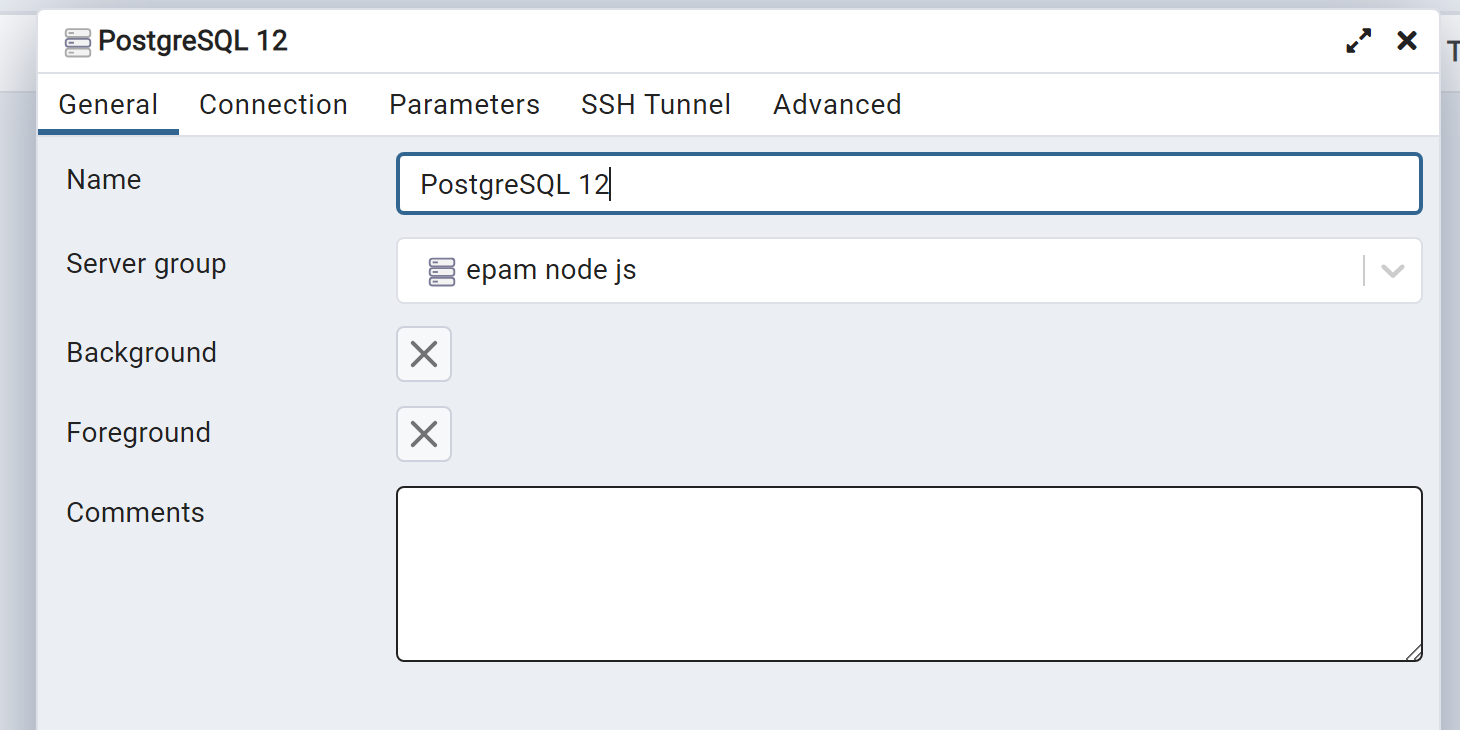 PostgreSQL 12
General Connection Parameters SSH Tunnel Advanced
Name
PostgreSQL 12
Server group
epam node js
Background
Foreground
Comments